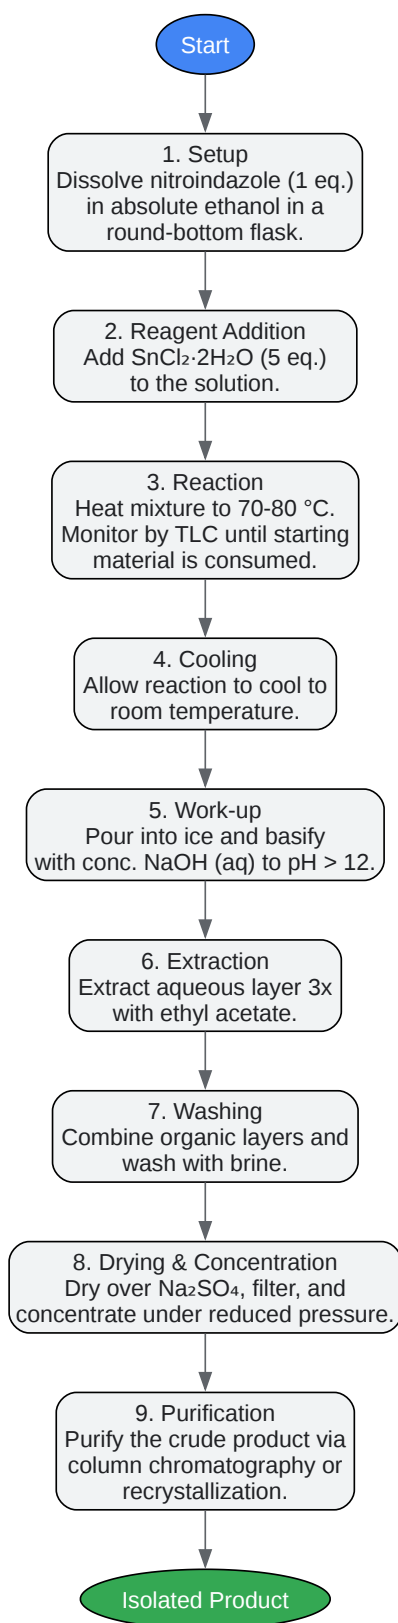 Start
1. Setup
Dissolve nitroindazole (1 eq.)
in absolute ethanol in a
round-bottom flask.
2. Reagent Addition
Add SnCl₂·2H₂O (5 eq.)
to the solution.
3. Reaction
Heat mixture to 70-80 °C.
Monitor by TLC until starting
material is consumed.
4. Cooling
Allow reaction to cool to
room temperature.
5. Work-up
Pour into ice and basify
with conc. NaOH (aq) to pH > 12.
6. Extraction
Extract aqueous layer 3x
with ethyl acetate.
7. Washing
Combine organic layers and
wash with brine.
8. Drying & Concentration
Dry over Na₂SO₄, filter, and
concentrate under reduced pressure.
9. Purification
Purify the crude product via
column chromatography or
recrystallization.
Isolated Product